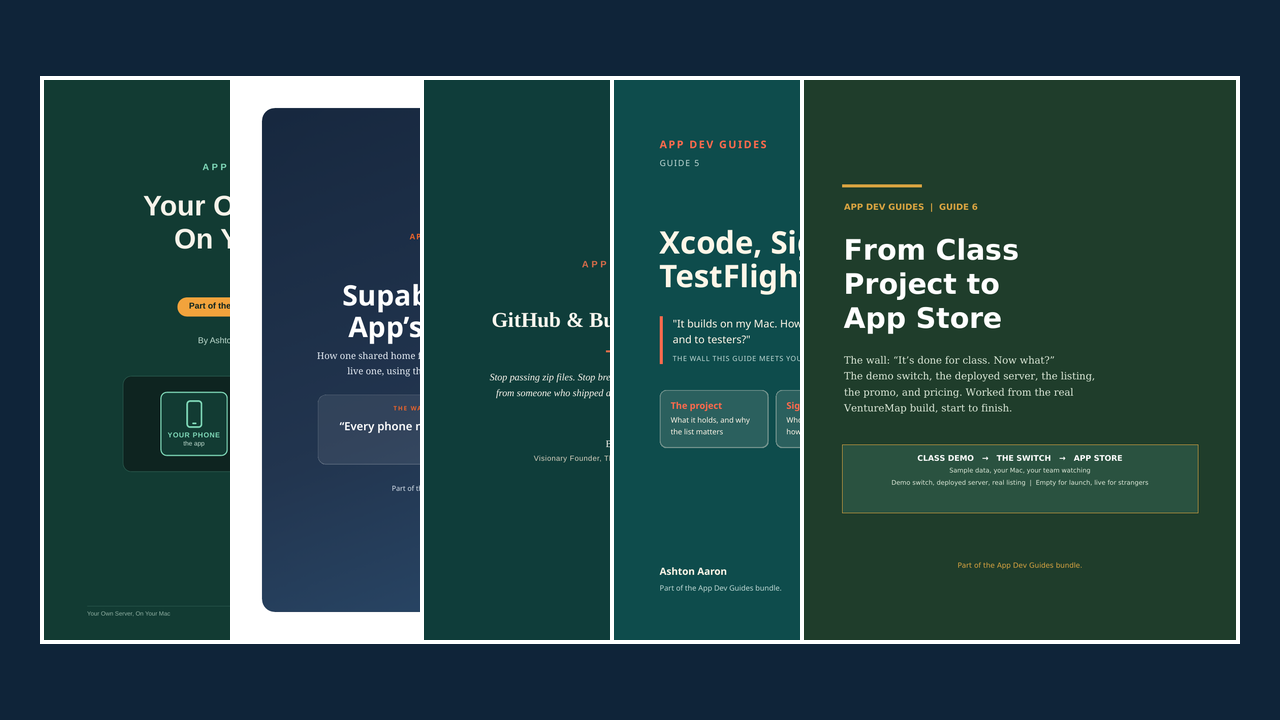 APP
Your O
On Y
Part of the
By Ashto
YOUR PHONE
the app
Your Own Server, On Your Mac
AP
Supab
App's
How one shared home f
live one, using th
THE WA
“Every phone n
Part of th
APP
GitHub & Bu
Stop passing zip files. Stop bre
from someone who shipped a
Visionary Founder, Th
APP DEV GUIDES
GUIDE 5
Xcode, Sig
TestFlight
"It builds on my Mac. How
and to testers?"
THE WALL THIS GUIDE MEETS YOU
The project
What it holds, and why
the list matters
Sig
Who
how
Ashton Aaron
Part of the App Dev Guides bundle.
APP DEV GUIDES | GUIDE 6
From Class
Project to
App Store
The wall: “It’s done for class. Now what?”
The demo switch, the deployed server, the listing,
the promo, and pricing. Worked from the real
VentureMap build, start to finish.
CLASS DEMO → THE SWITCH → APP STORE
Sample data, your Mac, your team watching
Demo switch, deployed server, real listing | Empty for launch, live for strangers
Part of the App Dev Guides bundle.